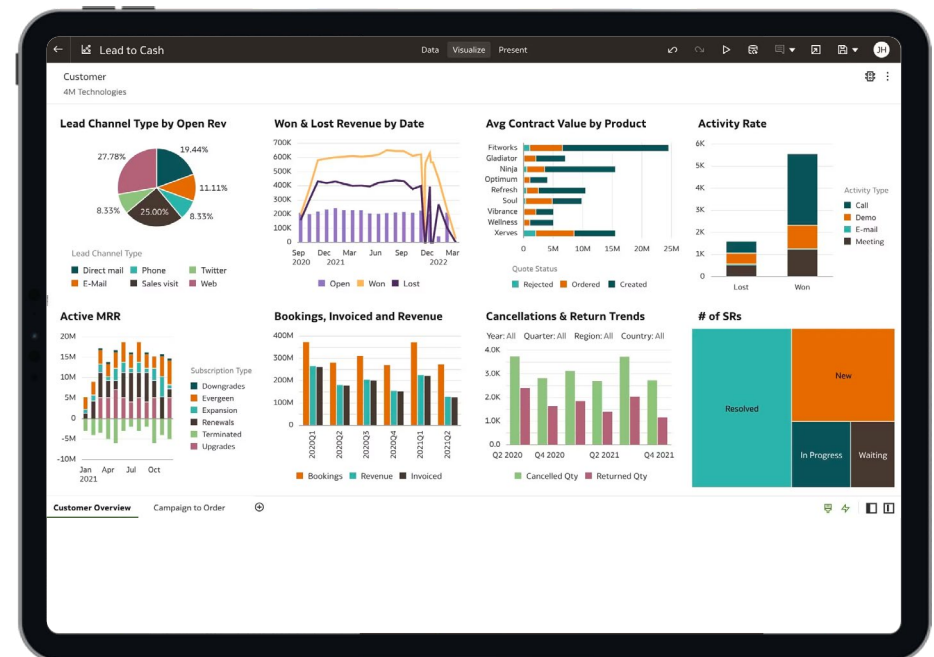 Lead to Cash
Data Visualize Present
JH
Customer
4M Technologies
Lead Channel Type by Open Rev
27.78%
19.44%
11.11%
8.33%
25.00%
8.33%
Lead Channel Type
Direct mail Phone Twitter
E-Mail Sales visit Web
Won & Lost Revenue by Date
700K
600K
500K
400K
300K
200K
100K
0
Sep Dec Mar Jun Sep Dec Mar
2020 2021 2022
Open Won Lost
Avg Contract Value by Product
Fitworks
Gladiator
Ninja
Optimum
Refresh
Soul
Vibrance
Wellness
Xerves
0 5M 10M 15M 20M 25M
Quote Status
Rejected Ordered Created
Activity Rate
6K
5K
4K
3K
2K
1K
0
Lost Won
Activity Type
Call
Demo
E-mail
Meeting
Active MRR
20M
15M
10M
5M
0
-5M
-10M
Jan Apr Jul Oct
2021
Subscription Type
Downgrades
Evergeen
Expansion
Renewals
Terminated
Upgrades
Bookings, Invoiced and Revenue
400M
300M
200M
100M
0
2020Q1 2020Q2 2020Q3 2020Q4 2021Q1 2021Q2
Bookings Revenue Invoiced
Cancellations & Return Trends
Year: All Quarter: All Region: All Country: All
4.0K
3.0K
2.0K
1.0K
0.0
Q2 2020 Q4 2020 Q2 2021 Q4 2021
Cancelled Qty Returned Qty
# of SRs
Resolved
New
In Progress
Waiting
Customer Overview Campaign to Order